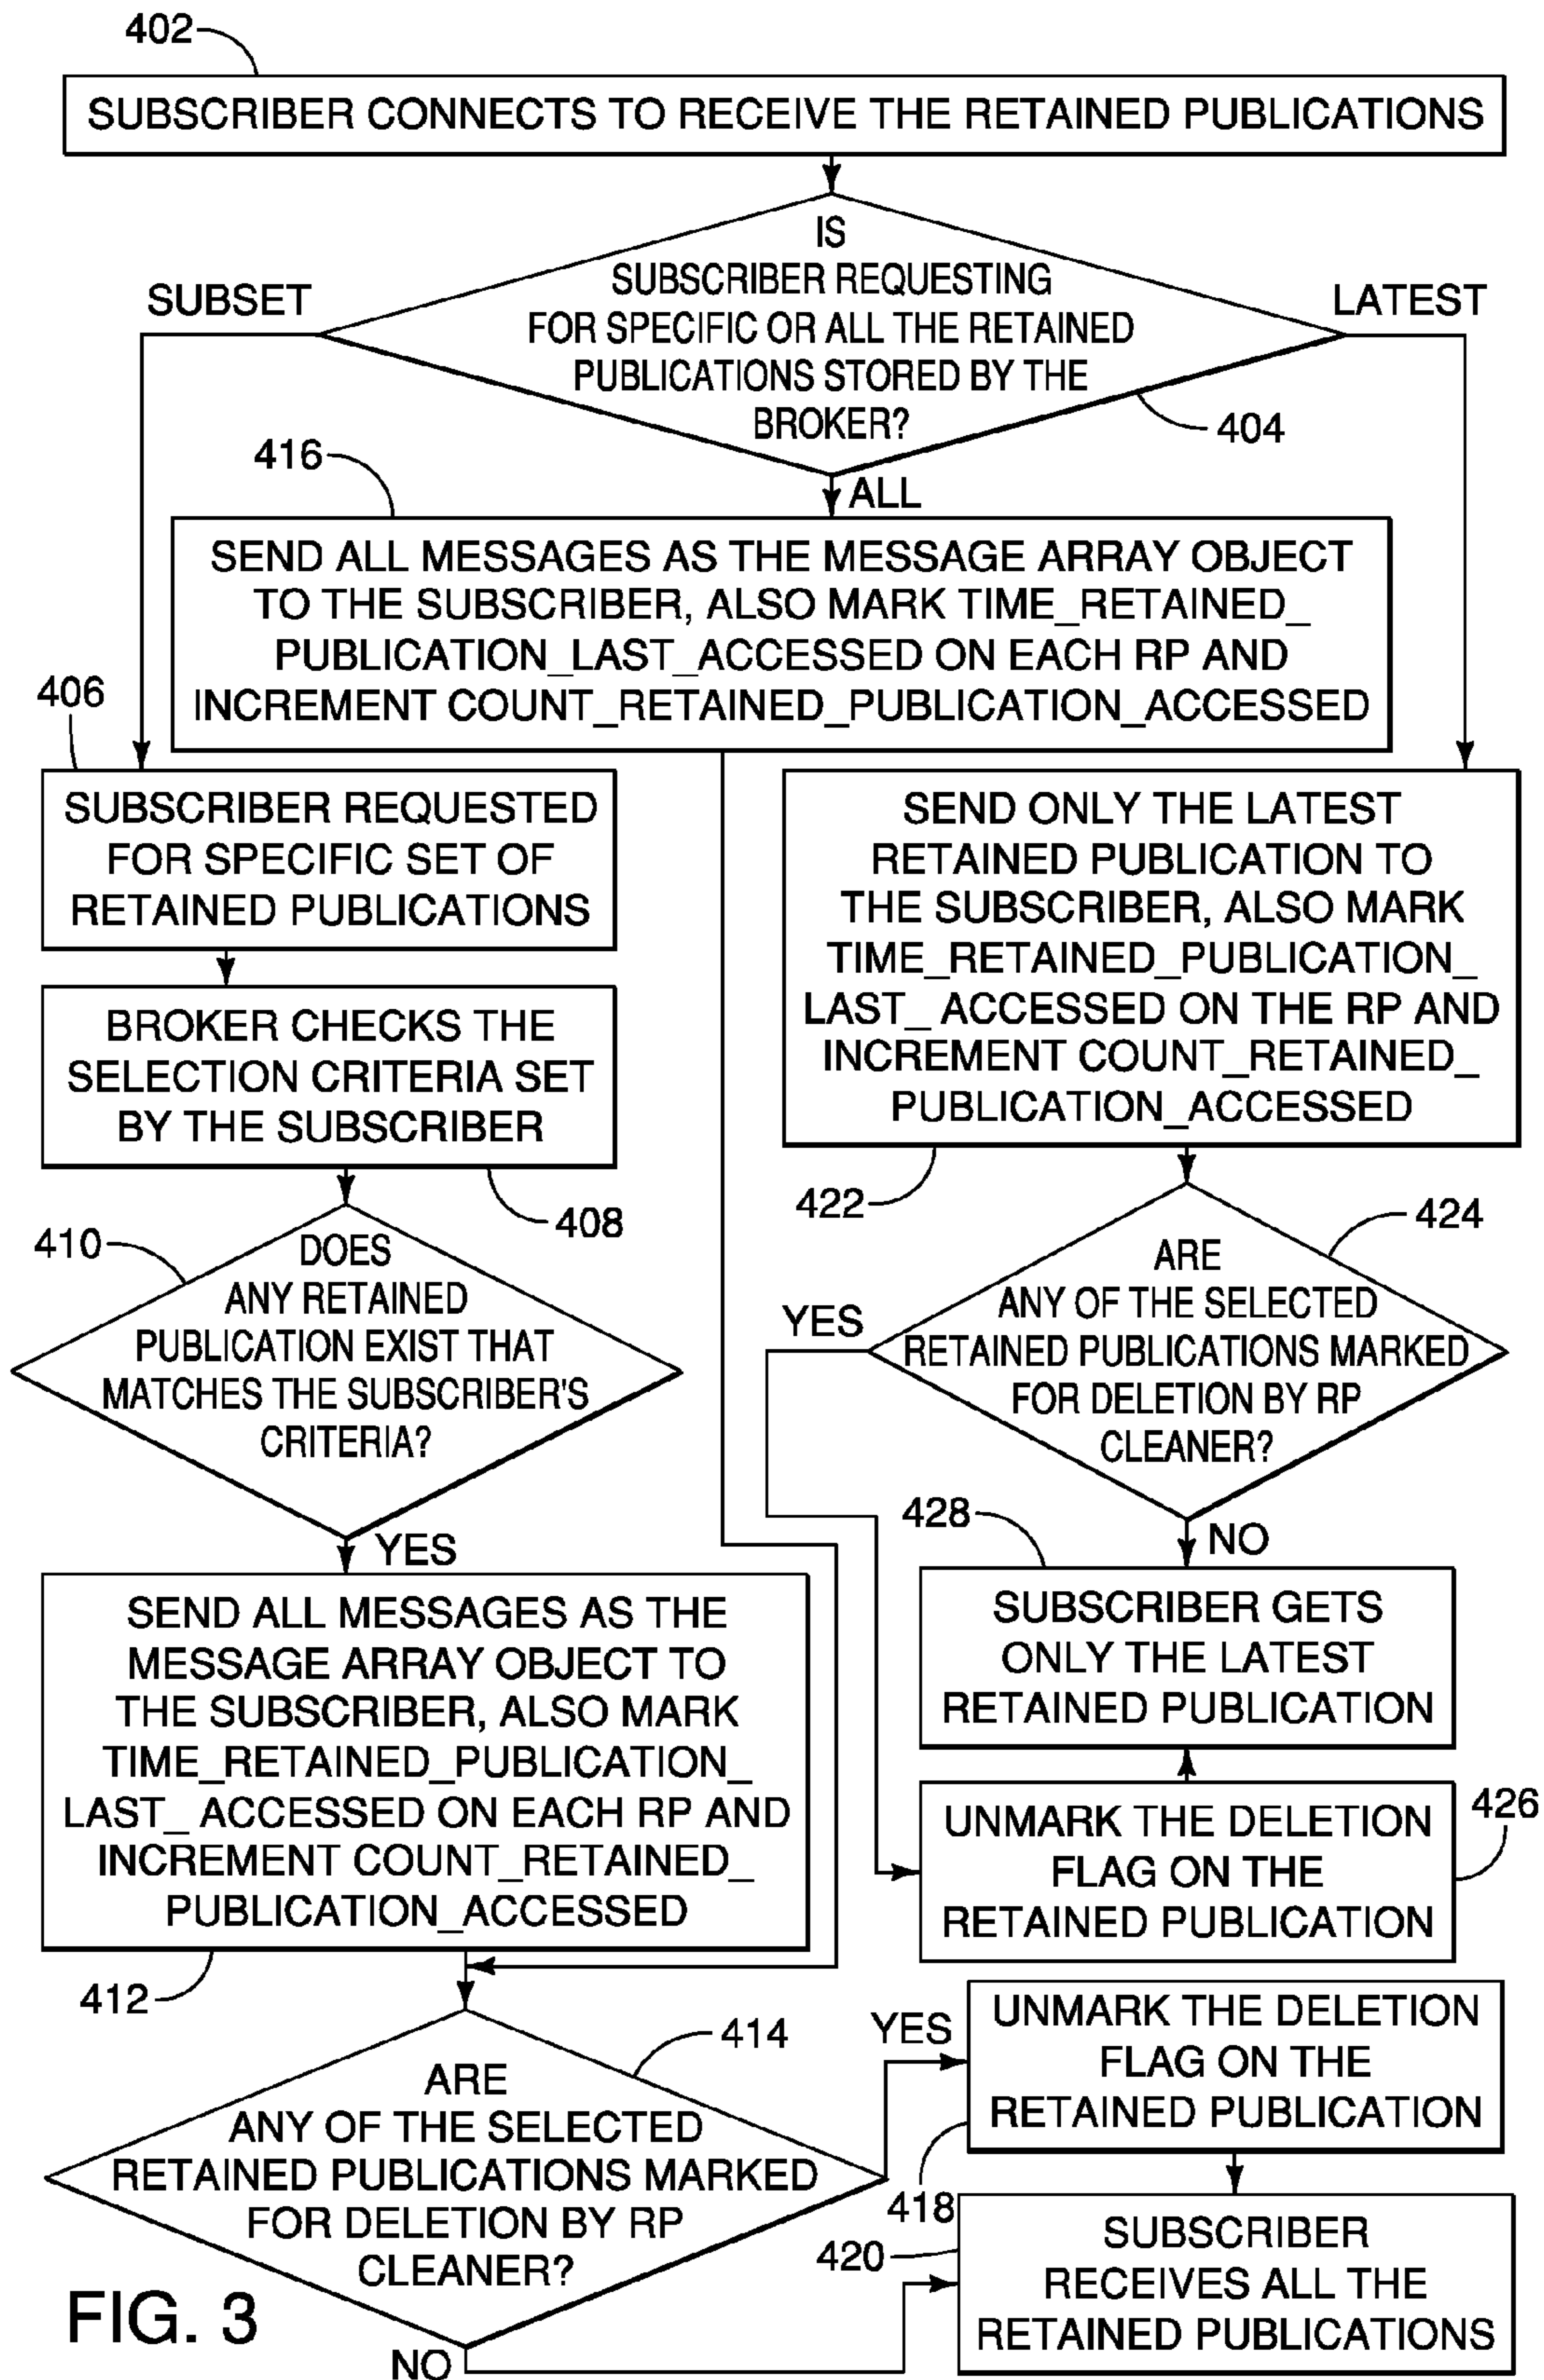 402
SUBSCRIBER CONNECTS TO RECEIVE THE RETAINED PUBLICATIONS
IS
SUBSCRIBER REQUESTING
FOR SPECIFIC OR ALL THE RETAINED
PUBLICATIONS STORED BY THE
BROKER?
SUBSET
LATEST
404
416
ALL
SEND ALL MESSAGES AS THE MESSAGE ARRAY OBJECT
TO THE SUBSCRIBER, ALSO MARK TIME_RETAINED_
PUBLICATION_LAST_ACCESSED ON EACH RP AND
INCREMENT COUNT_RETAINED_PUBLICATION_ACCESSED
406
SUBSCRIBER REQUESTED
FOR SPECIFIC SET OF
RETAINED PUBLICATIONS
BROKER CHECKS THE
SELECTION CRITERIA SET
BY THE SUBSCRIBER
408
410
DOES
ANY RETAINED
PUBLICATION EXIST THAT
MATCHES THE SUBSCRIBER'S
CRITERIA?
YES
SEND ALL MESSAGES AS THE
MESSAGE ARRAY OBJECT TO
THE SUBSCRIBER, ALSO MARK
TIME_RETAINED_PUBLICATION_
LAST_ ACCESSED ON EACH RP AND
INCREMENT COUNT_RETAINED_
PUBLICATION_ACCESSED
412
SEND ONLY THE LATEST
RETAINED PUBLICATION TO
THE SUBSCRIBER, ALSO MARK
TIME_RETAINED_PUBLICATION_
LAST_ ACCESSED ON THE RP AND
INCREMENT COUNT_RETAINED_
PUBLICATION_ACCESSED
422
424
ARE
ANY OF THE SELECTED
RETAINED PUBLICATIONS MARKED
FOR DELETION BY RP
CLEANER?
YES
NO
428
SUBSCRIBER GETS
ONLY THE LATEST
RETAINED PUBLICATION
UNMARK THE DELETION
FLAG ON THE
RETAINED PUBLICATION
426
414
ARE
ANY OF THE SELECTED
RETAINED PUBLICATIONS MARKED
FOR DELETION BY RP
CLEANER?
YES
NO
UNMARK THE DELETION
FLAG ON THE
RETAINED PUBLICATION
418
420
SUBSCRIBER
RECEIVES ALL THE
RETAINED PUBLICATIONS
FIG. 3